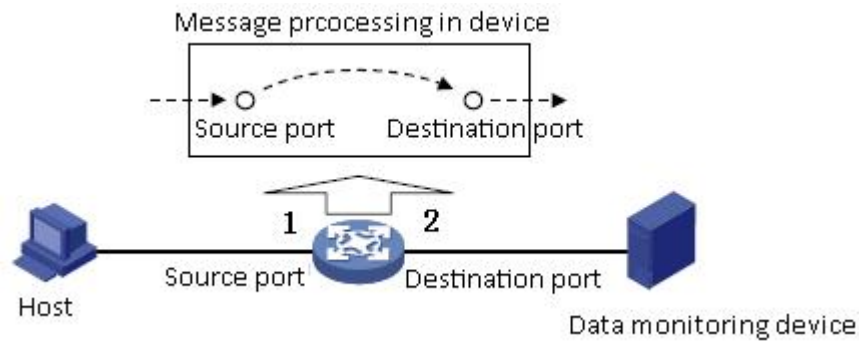 Message prcocessing in device
Source port
Destination port
1
2
Source port
Destination port
Host
Data monitoring device